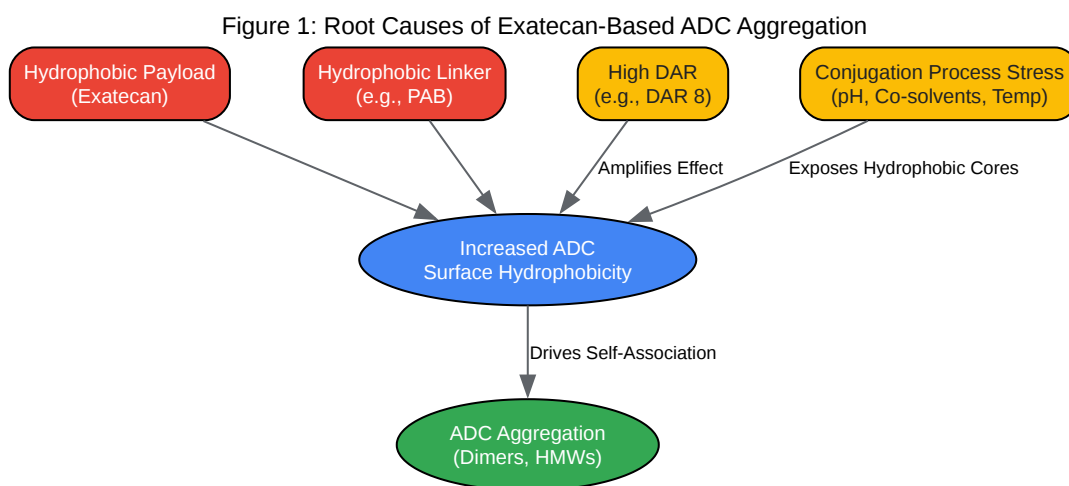 Figure 1: Root Causes of Exatecan-Based ADC Aggregation
Hydrophobic Payload
(Exatecan)
Hydrophobic Linker
(e.g., PAB)
High DAR
(e.g., DAR 8)
Conjugation Process Stress
(pH, Co-solvents, Temp)
Amplifies Effect
Exposes Hydrophobic Cores
Increased ADC
Surface Hydrophobicity
Drives Self-Association
ADC Aggregation
(Dimers, HMWs)